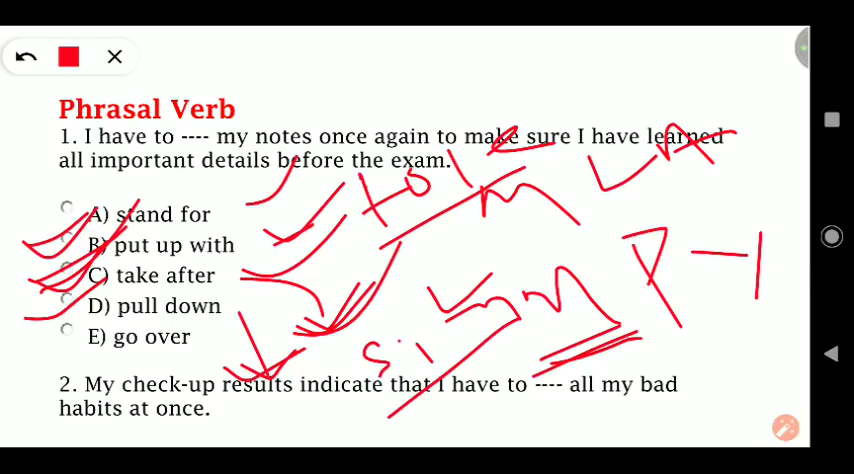 Phrasal Verb
1. I have to ---- my notes once again to make sure I have learned
all important details before the exam.
A) stand for
B) put up with
C) take after
D) pull down
E) go over
2. My check-up results indicate that I have to ---- all my bad
habits at once.